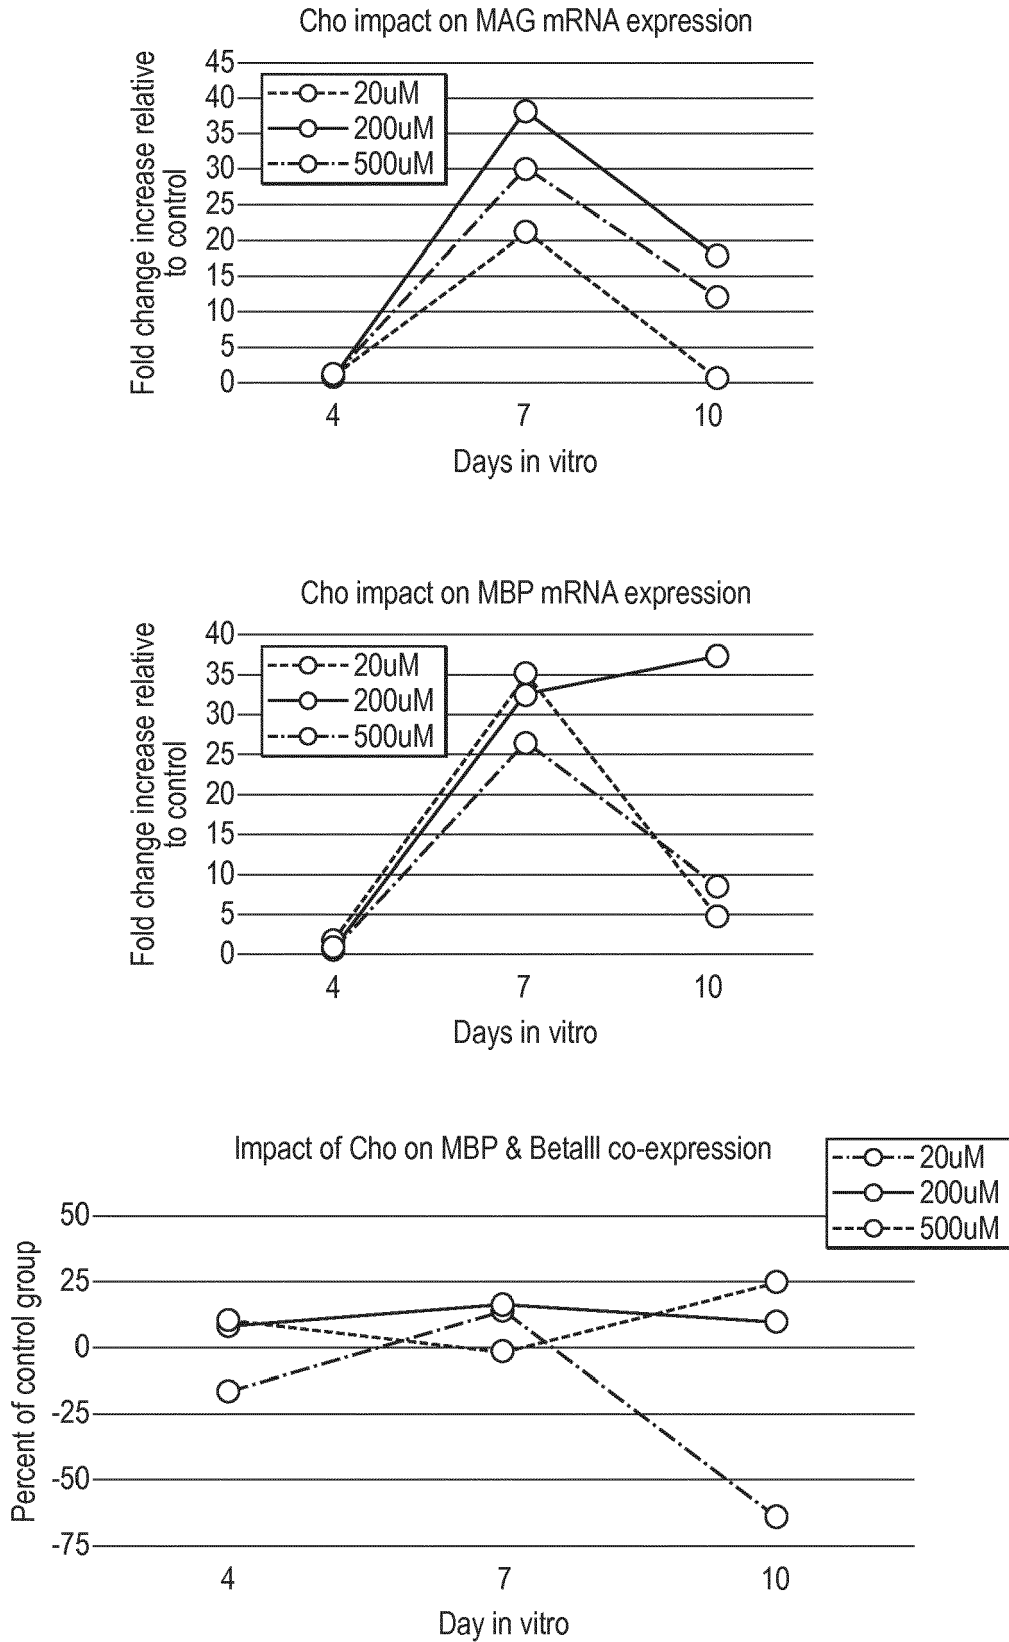 Cho impact on MAG mRNA expression
Fold change increase relative
to control
45
40
35
30
25
20
15
10
5
0
20uM
200uM
500uM
4 7 10
Days in vitro
Cho impact on MBP mRNA expression
Fold change increase relative
to control
40
35
30
25
20
15
10
5
0
20uM
200uM
500uM
4 7 10
Days in vitro
Impact of Cho on MBP & BetaIII co-expression
20uM
200uM
500uM
Percent of control group
50
25
0
-25
-50
-75
4 7 10
Day in vitro